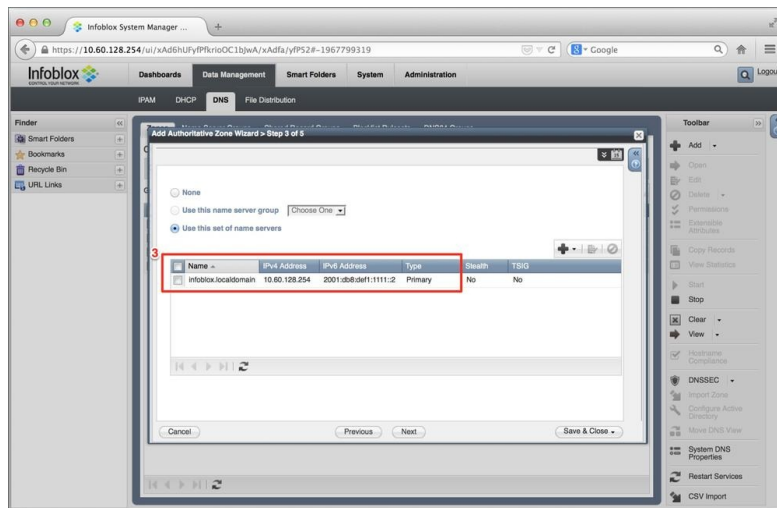 Infoblox System Manager ...
https://10.60.128.254/ui/xAd6hUFyfPfkrioOC1bjwA/xAdfa/yfP52#-1967799319
Google
Infoblox
CONTROL YOUR NETWORK
Dashboards Data Management Smart Folders System Administration
Logou
IPAM DHCP DNS File Distribution
Finder
Smart Folders
Bookmarks
Recycle Bin
URL Links
Add Authoritative Zone Wizard > Step 3 of 5
None
Use this name server group Choose One
Use this set of name servers
3
Name IPv4 Address IPv6 Address Type Stealth TSIG
infoblox.localdomain 10.60.128.254 2001:db8:def1:1111::2 Primary No No
Cancel Previous Next Save & Close
Toolbar
Add
Open
Edit
Delete
Permissions
Extensible
Attributes
Copy Records
View Statistics
Start
Stop
Clear
View
Hostname
Compliance
DNSSEC
Import Zone
Configure Active
Directory
Move DNS View
System DNS
Properties
Restart Services
CSV Import